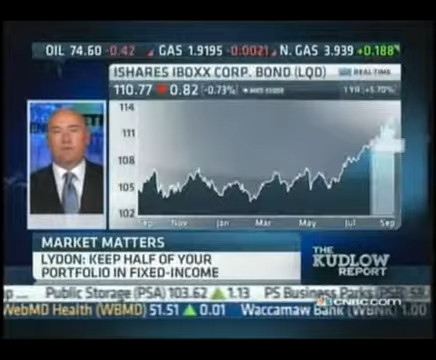 OIL 74.60 -0.42 GAS 1.9195 -0.0021 N. GAS 3.939 +0.188
ISHARES IBOXX CORP. BOND (LQD) REAL-TIME
110.77 0.82 (-0.73%) 1 YR +5.70%
114
111
108
105
102
Sep Nov Jan Mar May Jul Sep
MARKET MATTERS
LYDON: KEEP HALF OF YOUR
PORTFOLIO IN FIXED-INCOME
THE
KUDLOW
REPORT
Public Storage (PSA) 103.62 1.13 PS Business
CNBC.com
WebMD Health (WBMD) 51.51 0.01 Waccamaw Bank (WBNK) 1.00